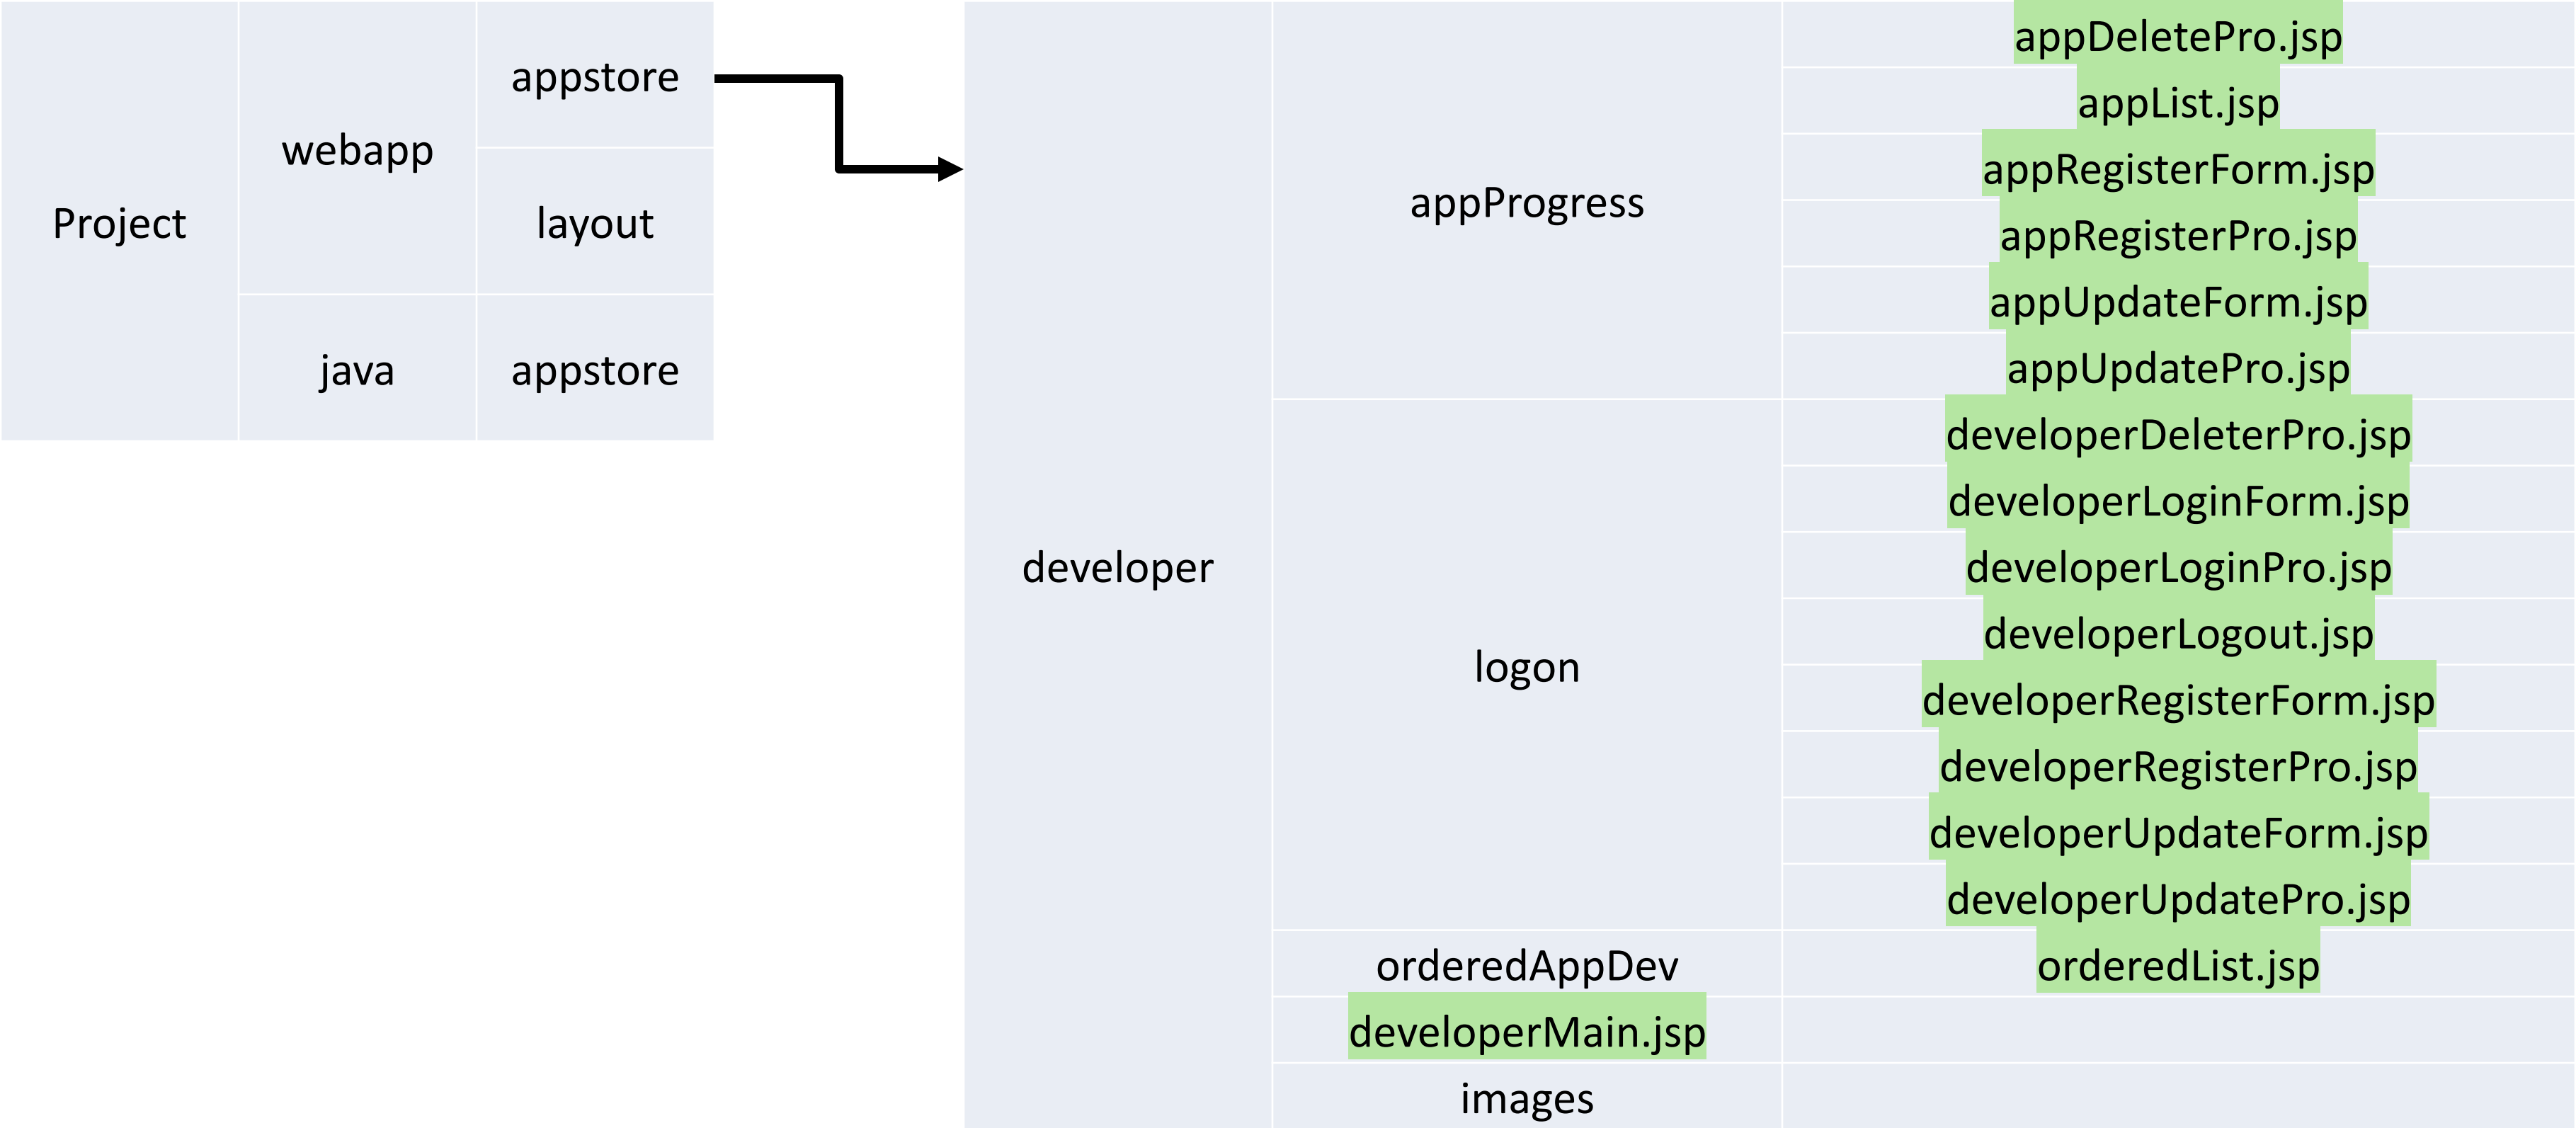 Project
webapp
appstore
layout
java
appstore
developer
appProgress
appDeletePro.jsp
appList.jsp
appRegisterForm.jsp
appRegisterPro.jsp
appUpdateForm.jsp
appUpdatePro.jsp
logon
developerDeleterPro.jsp
developerLoginForm.jsp
developerLoginPro.jsp
developerLogout.jsp
developerRegisterForm.jsp
developerRegisterPro.jsp
developerUpdateForm.jsp
developerUpdatePro.jsp
orderedAppDev
orderedList.jsp
developerMain.jsp
images